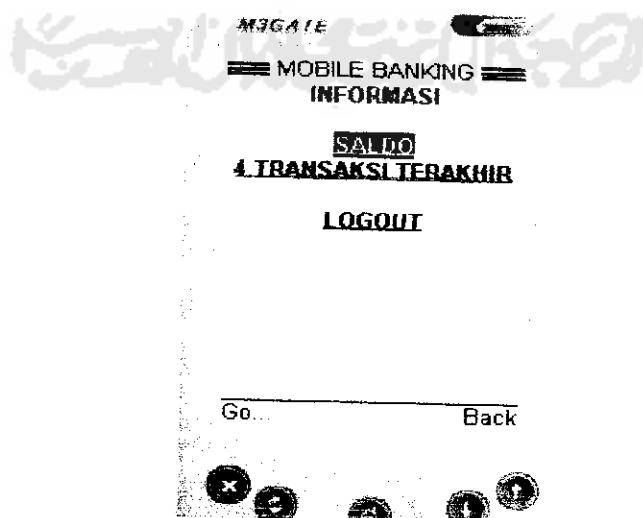 M3GATE
MOBILE BANKING
INFORMASI
SALDO
4 TRANSAKSI TERAKHIR
LOGOUT
Go...
Back